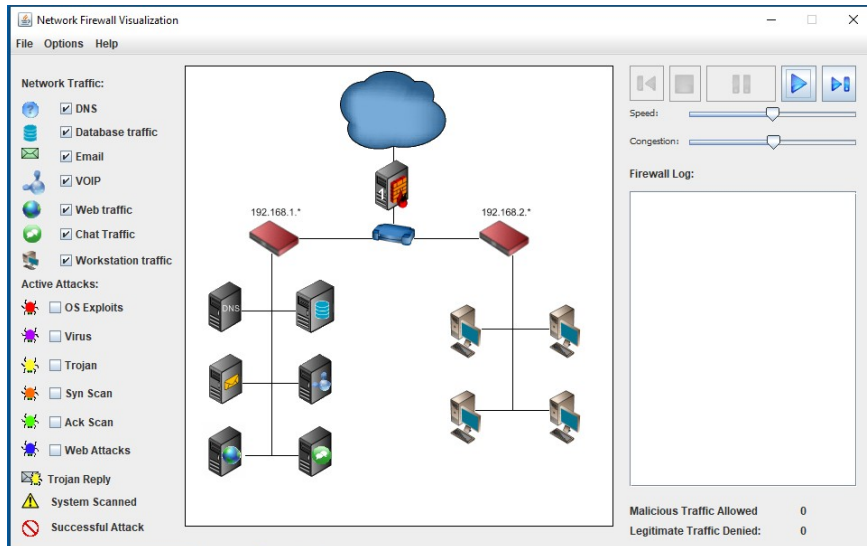 Network Firewall Visualization
File Options Help
Network Traffic:
DNS
Database traffic
Email
VOIP
Web traffic
Chat Traffic
Workstation traffic
Active Attacks:
OS Exploits
Virus
Trojan
Syn Scan
Ack Scan
Web Attacks
Trojan Reply
System Scanned
Successful Attack
192.168.1.*
192.168.2.*
DNS
Speed:
Congestion:
Firewall Log:
Malicious Traffic Allowed 0
Legitimate Traffic Denied: 0